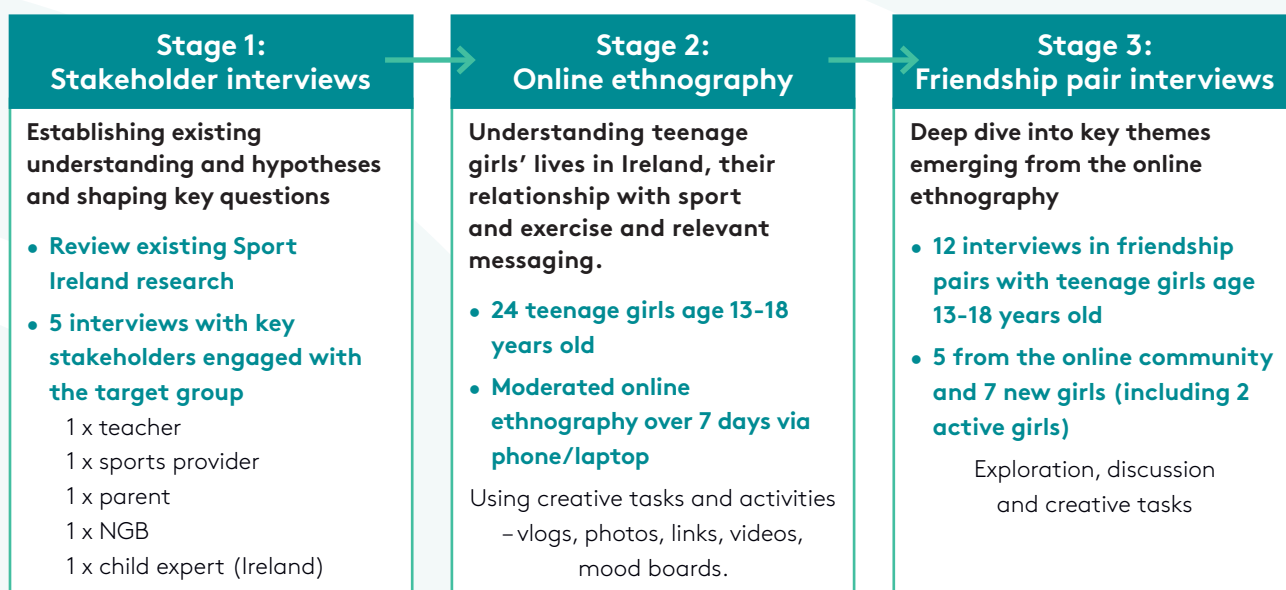 Stage 1:
Stakeholder interviews
Establishing existing
understanding and hypotheses
and shaping key questions
• Review existing Sport
Ireland research
• 5 interviews with key
stakeholders engaged with
the target group
1 x teacher
1 x sports provider
1 x parent
1 x NGB
1 x child expert (Ireland)
Stage 2:
Online ethnography
Understanding teenage
girls’ lives in Ireland, their
relationship with sport
and exercise and relevant
messaging.
• 24 teenage girls age 13-18
years old
• Moderated online
ethnography over 7 days via
phone/laptop
Using creative tasks and activities
– vlogs, photos, links, videos,
mood boards.
Stage 3:
Friendship pair interviews
Deep dive into key themes
emerging from the online
ethnography
• 12 interviews in friendship
pairs with teenage girls age
13-18 years old
• 5 from the online community
and 7 new girls (including 2
active girls)
Exploration, discussion
and creative tasks